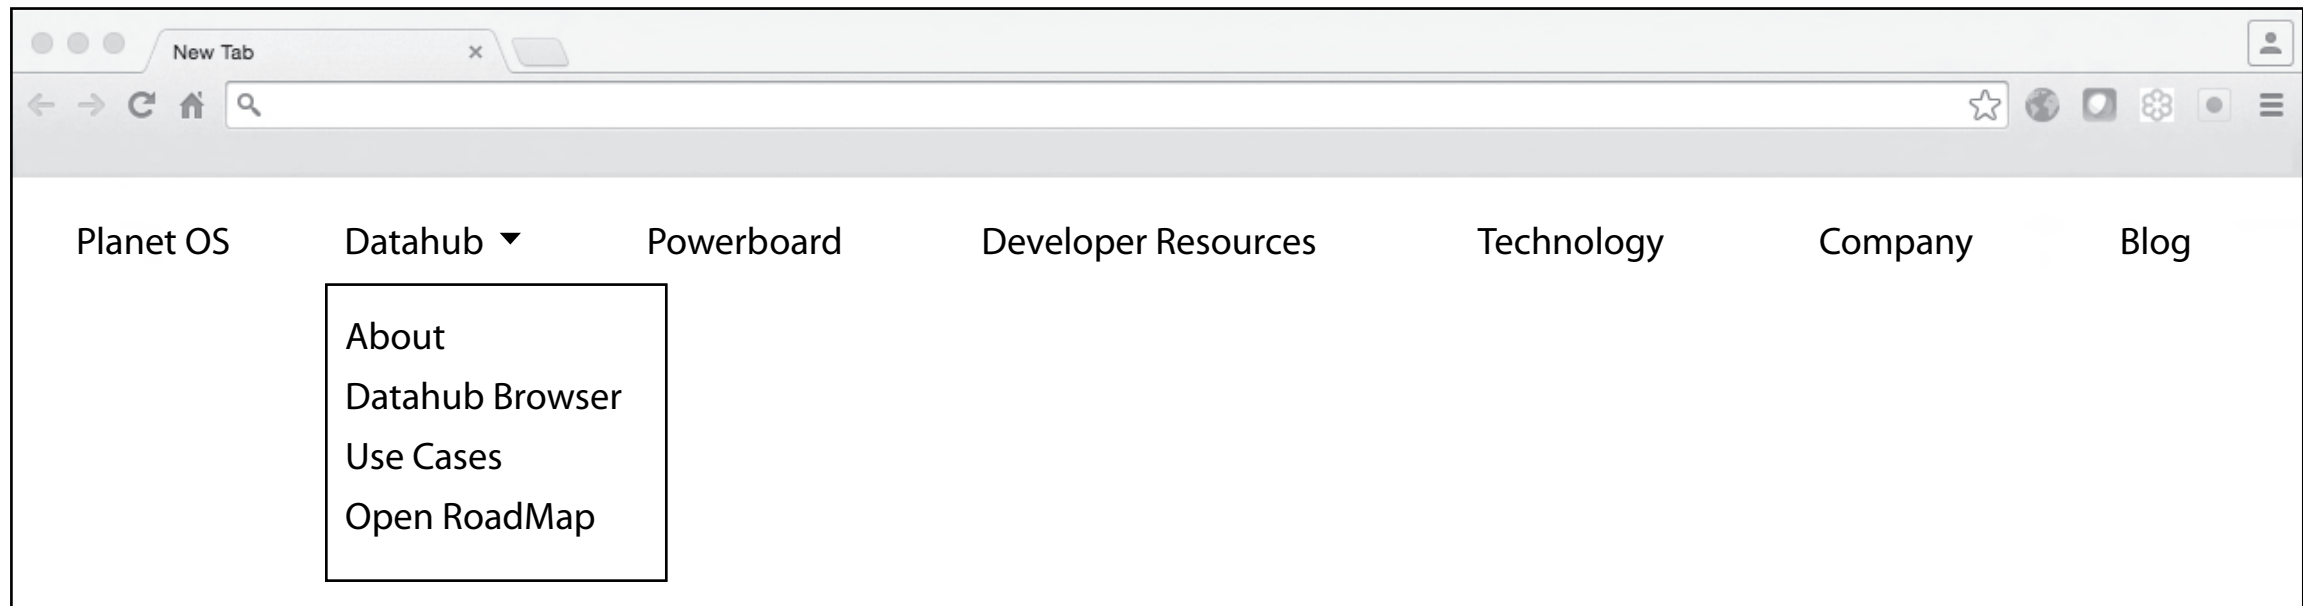 New Tab
Planet OS Datahub Powerboard Developer Resources Technology Company Blog
About
Datahub Browser
Use Cases
Open RoadMap